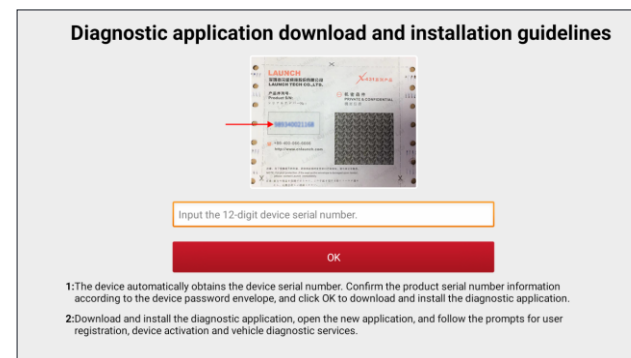 Diagnostic application download and installation guidelines
LAUNCH
LAUNCH TECH CO.,LTD.
PRIVATE & CONFIDENTIAL
Input the 12-digit device serial number.
OK
1:The device automatically obtains the device serial number. Confirm the product serial number information
according to the device password envelope, and click OK to download and install the diagnostic application.
2:Download and install the diagnostic application, open the new application, and follow the prompts for user
registration, device activation and vehicle diagnostic services.